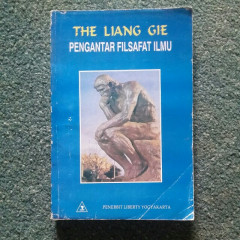 THE LIANG GIE
PENGANTAR FILSAFAT ILMU
PENERBIT LIBERTY YOGYAKARTA